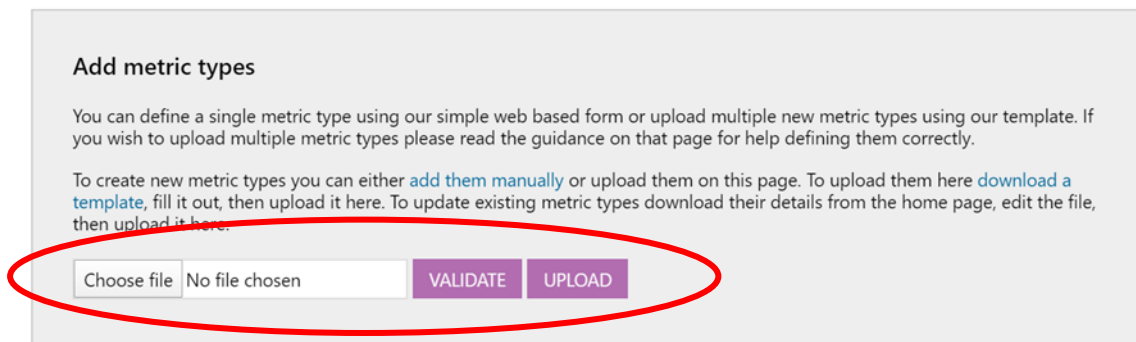 Add metric types
You can define a single metric type using our simple web based form or upload multiple new metric types using our template. If
you wish to upload multiple metric types please read the guidance on that page for help defining them correctly.
To create new metric types you can either add them manually or upload them on this page. To upload them here download a
template, fill it out, then upload it here. To update existing metric types download their details from the home page, edit the file,
then upload it here.
Choose file No file chosen VALIDATE UPLOAD